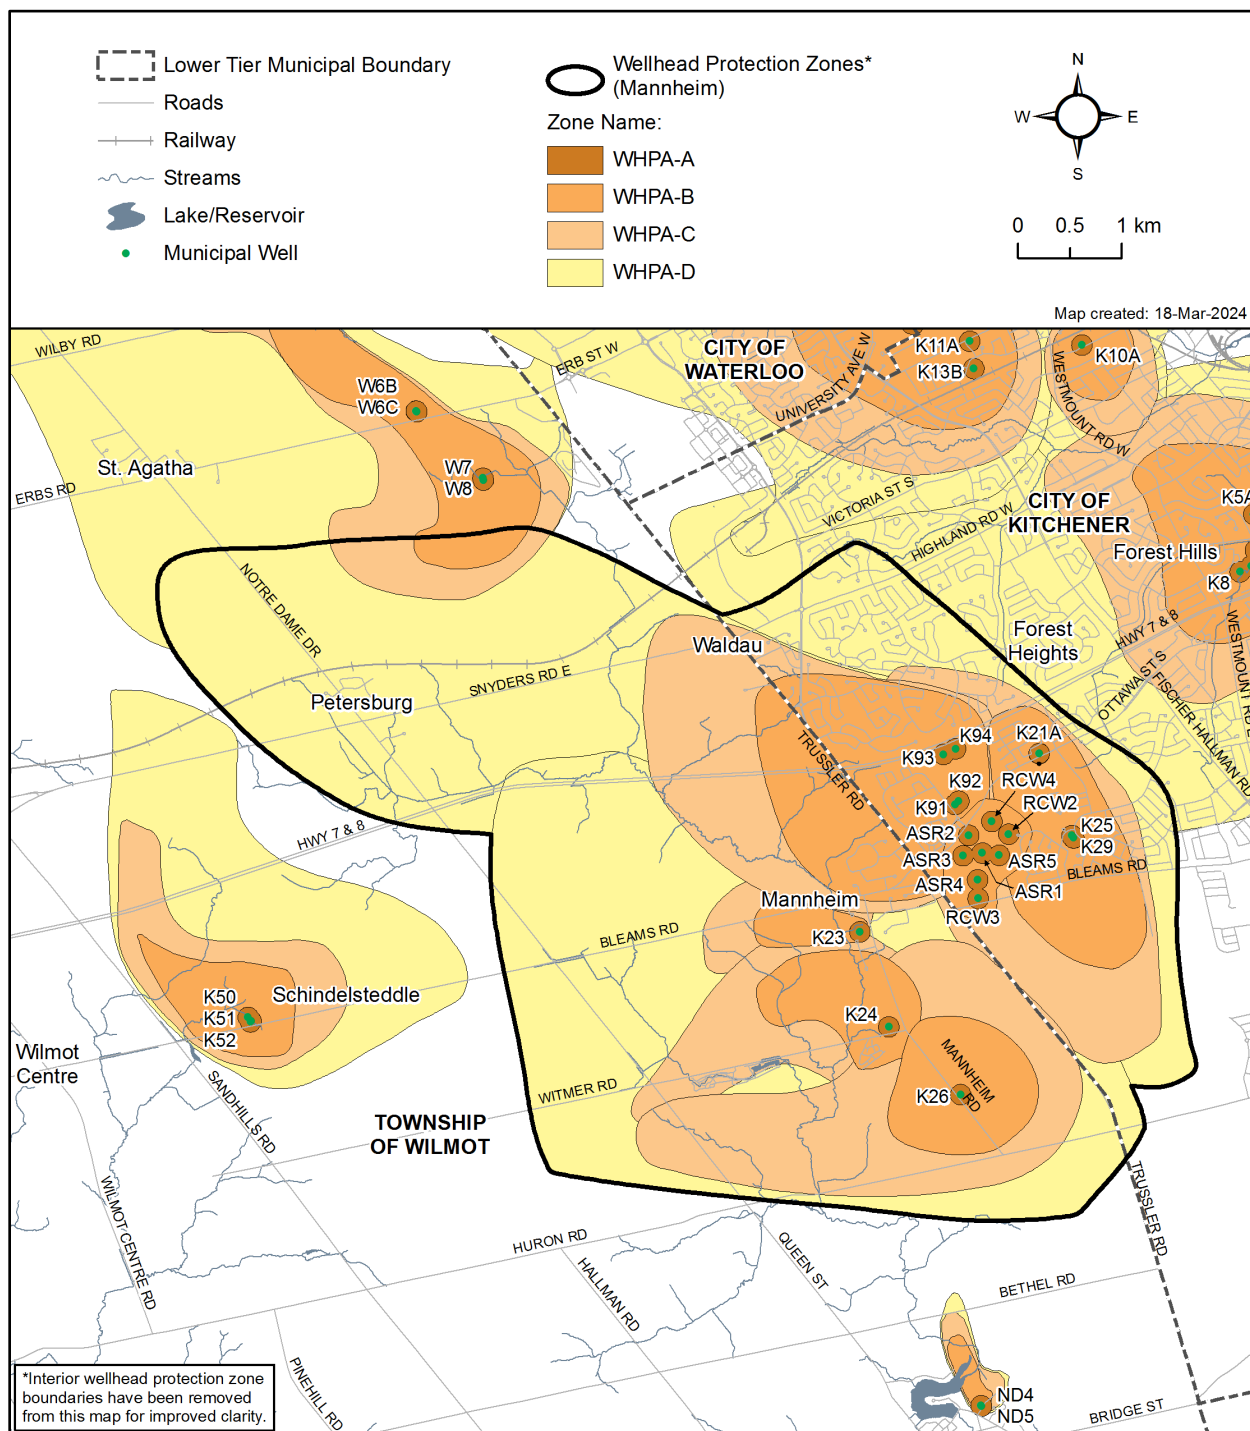 Lower Tier Municipal Boundary
Roads
Railway
Streams
Lake/Reservoir
Municipal Well
Wellhead Protection Zones*
(Mannheim)
Zone Name:
WHPA-A
WHPA-B
WHPA-C
WHPA-D
N
W
E
S
0 0.5 1 km
Map created: 18-Mar-2024
WILBY RD
ERB ST W
CITY OF
WATERLOO
UNIVERSITY AVE W
K11A
K13B
K10A
WESTMOUNT RD W
W6B
W6C
St. Agatha
W7
W8
ERBS RD
VICTORIA ST S
HIGHLAND RD W
CITY OF
KITCHENER
K5A
Forest Hills
K8
NOTRE DAME DR
Waldau
Forest
Heights
HWY 7 & 8
WESTMOUNT RD E
OTTAWA ST S
FISCHER HALLMAN RD
SNYDERS RD E
Petersburg
TRUSSLER RD
K94
K93
K21A
RCW4
K92
RCW2
K91
ASR2
K25
K29
ASR3
ASR5
BLEAMS RD
ASR4
ASR1
RCW3
HWY 7 & 8
Mannheim
BLEAMS RD
K23
Schindelsteddle
K50
K51
K52
K24
Wilmot
Centre
MANNHEIM
RD
K26
WITMER RD
SANDHILLS RD
TOWNSHIP
OF WILMOT
WILMOT CENTRE RD
TRUSSLER RD
HURON RD
QUEEN ST
HALLMAN RD
BETHEL RD
PINEHILL RD
ND4
ND5
BRIDGE ST
*Interior wellhead protection zone
boundaries have been removed
from this map for improved clarity.